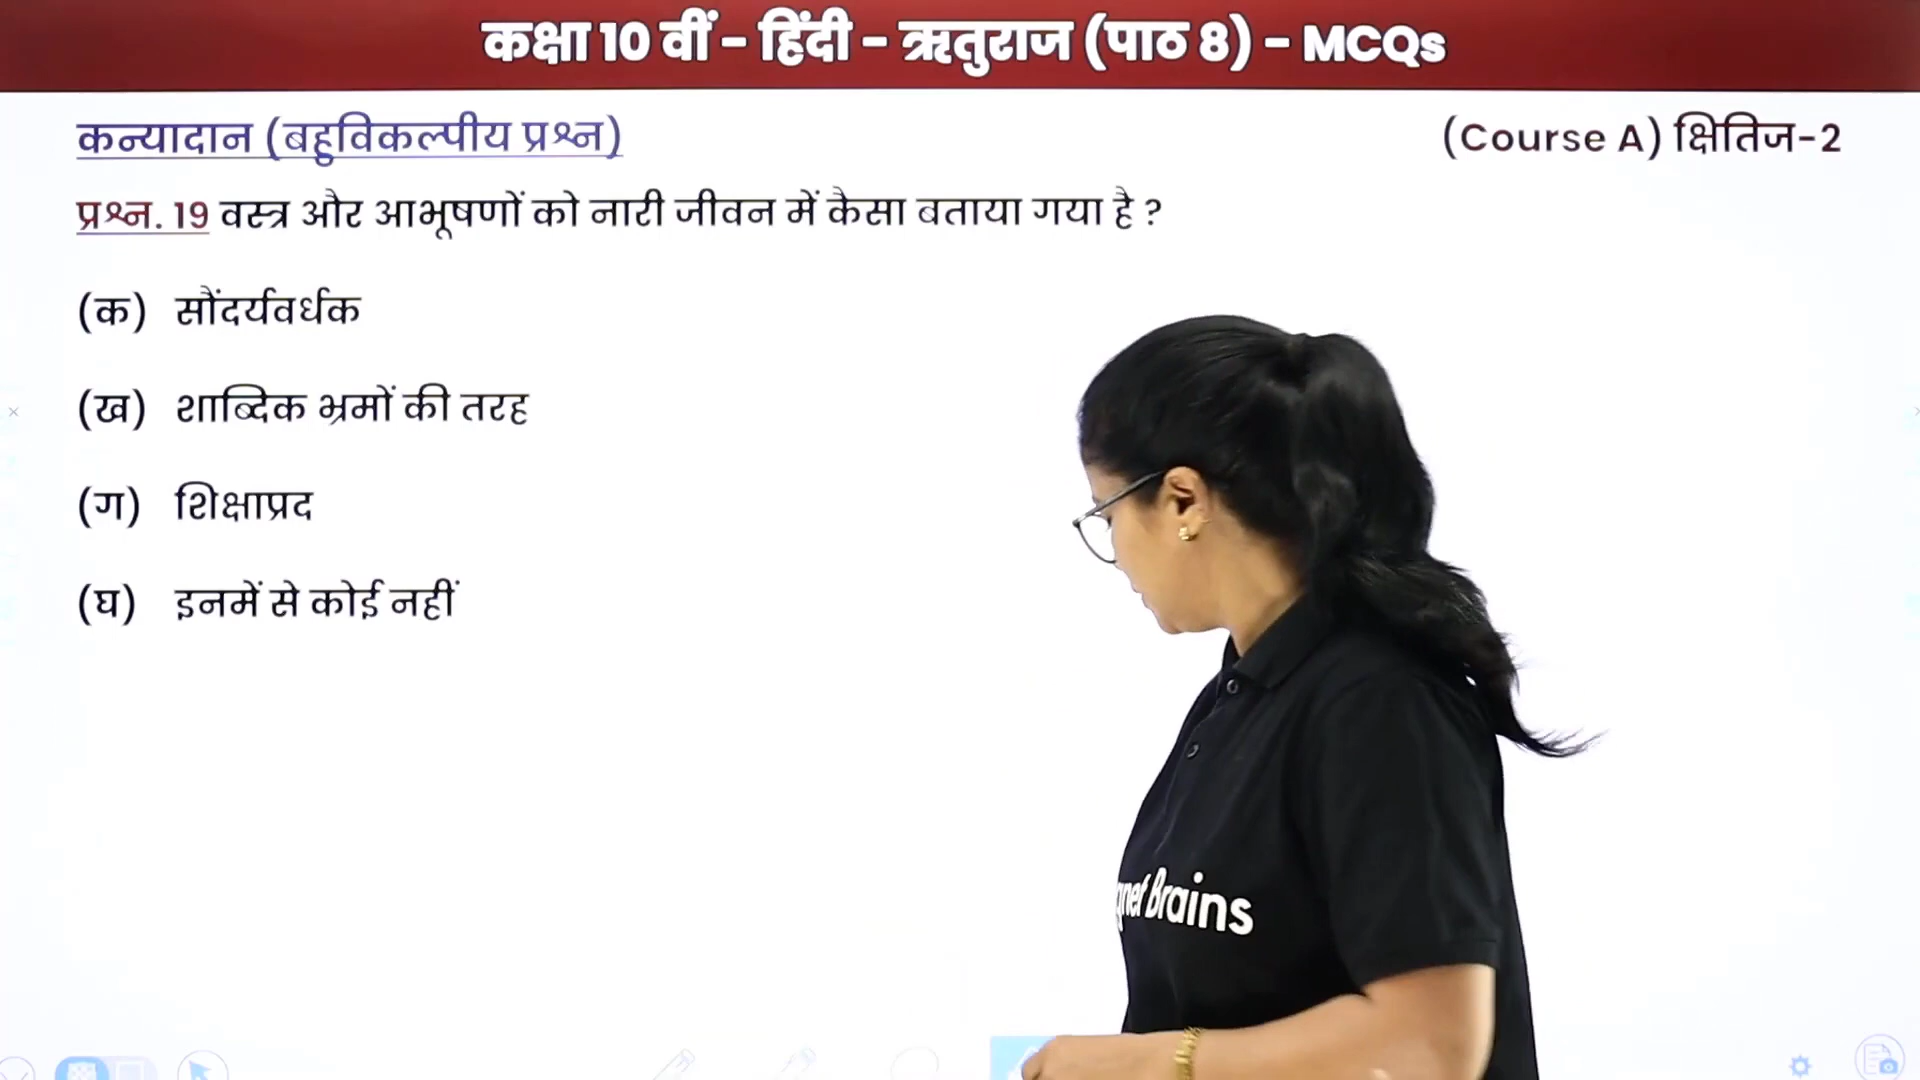 कक्षा 10 वीं - हिंदी - ऋतुराज (पाठ 8) - MCQs
कन्यादान (बहुविकल्पीय प्रश्न)
(Course A) क्षितिज-2
प्रश्न. 19 वस्त्र और आभूषणों को नारी जीवन में कैसा बताया गया है ?
(क) सौंदर्यवर्धक
(ख) शाब्दिक भ्रमों की तरह
(ग) शिक्षाप्रद
(घ) इनमें से कोई नहीं
Brains